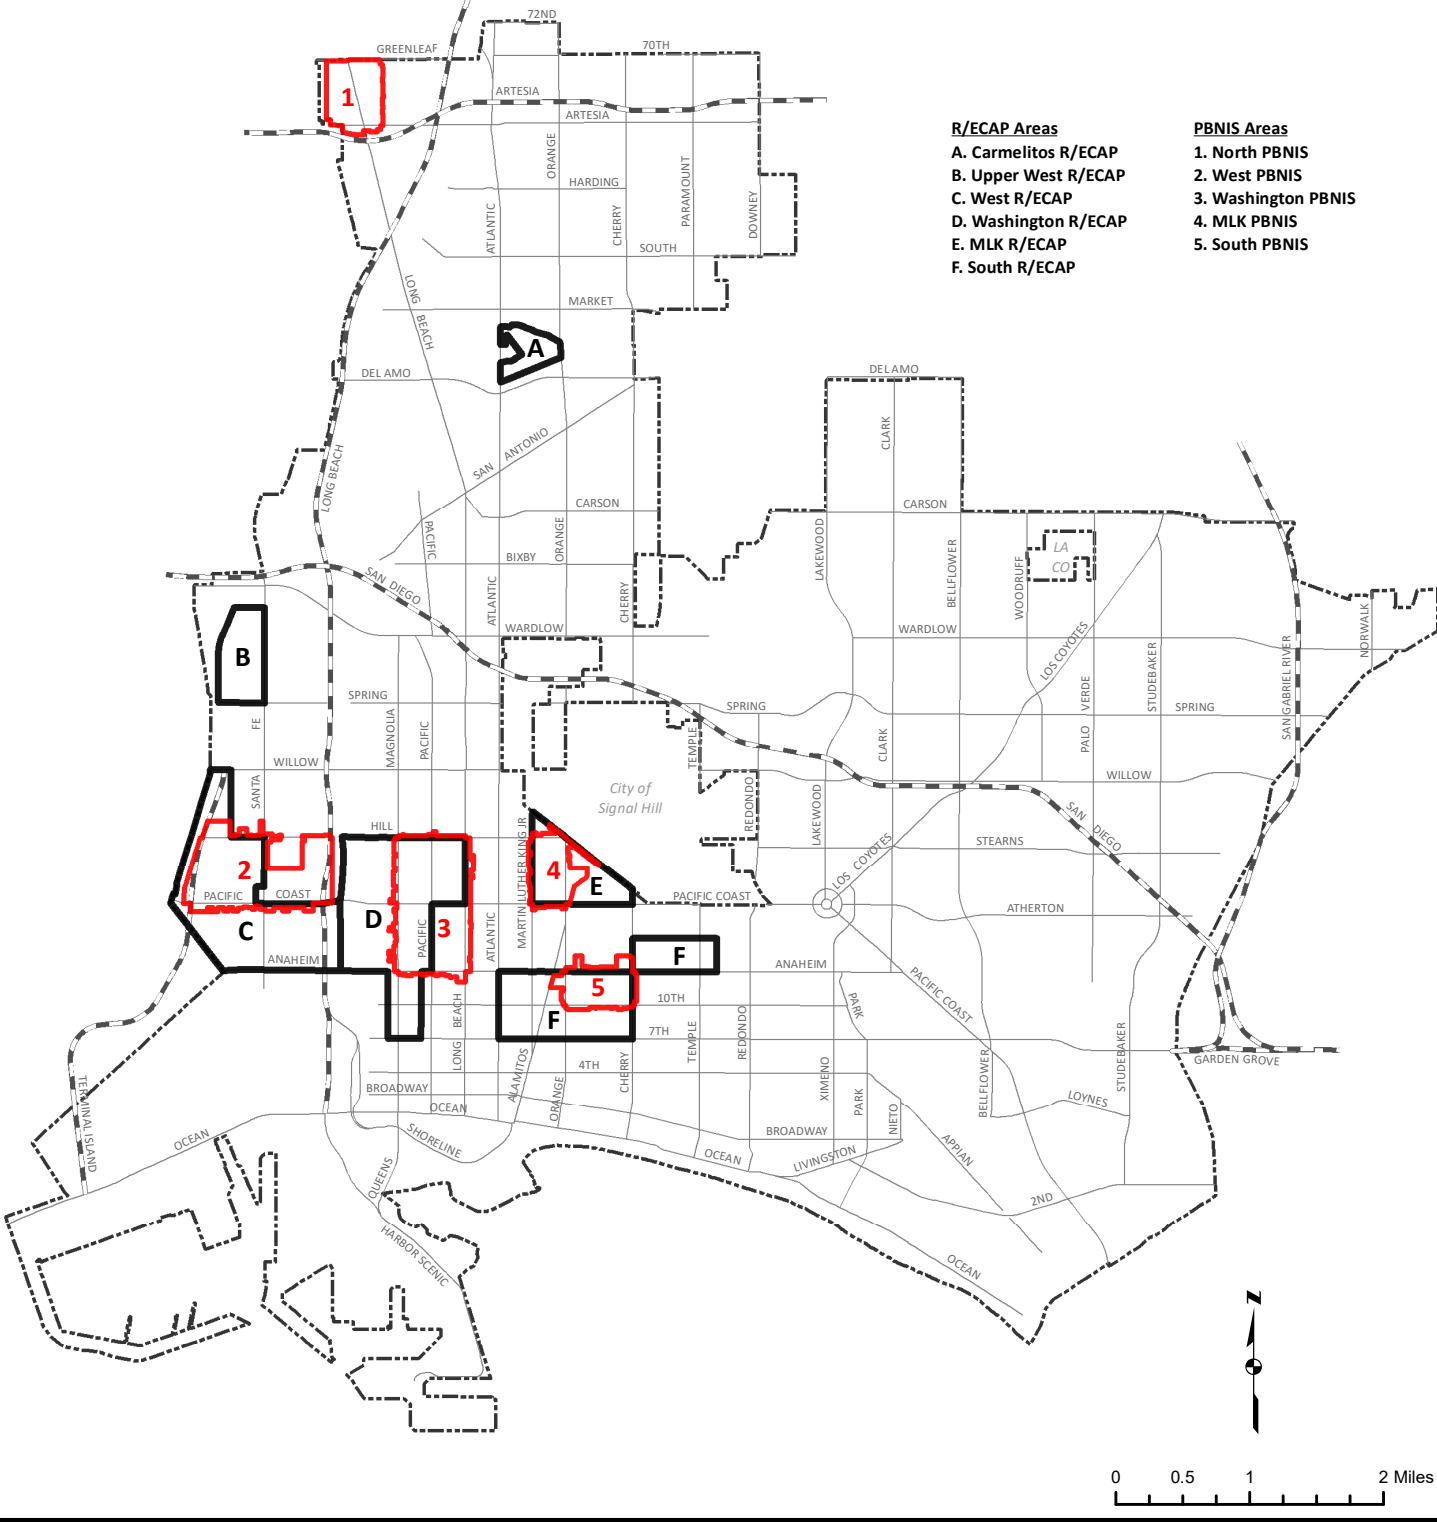 72ND
GREENLEAF
70TH
1
ARTESIA
ARTESIA
R/ECAP Areas
A. Carmelitos R/ECAP
B. Upper West R/ECAP
C. West R/ECAP
D. Washington R/ECAP
E. MLK R/ECAP
F. South R/ECAP
PBNIS Areas
1. North PBNIS
2. West PBNIS
3. Washington PBNIS
4. MLK PBNIS
5. South PBNIS
ORANGE
HARDING
PARAMOUNT
ATLANTIC
CHERRY
DOWNEY
SOUTH
LONG BEACH
MARKET
A
DEL AMO
DEL AMO
CLARK
SAN ANTONIO
LONG BEACH
CARSON
CARSON
PACIFIC
ORANGE
LAKEWOOD
BELLFLOWER
LA
CO
BIXBY
SAN DIEGO
ATLANTIC
CHERRY
WOODRUFF
NORWALK
WARDLOW
WARDLOW
LOS COYOTES
B
STUDEBAKER
SAN GABRIEL RIVER
SPRING
SPRING
SPRING
VERDE
PALO
SANTA FE
MAGNOLIA
PACIFIC
TEMPLE
CLARK
WILLOW
WILLOW
City of
Signal Hill
REDONDO
LAKEWOOD
SAN DIEGO
HILL
MARTIN LUTHER KING JR
STEARNS
LOS COYOTES
2
4
E
PACIFIC COAST
PACIFIC COAST
ATHERTON
D
3
PACIFIC
ATLANTIC
C
F
ANAHEIM
ANAHEIM
PACIFIC COAST
5
10TH
F
7TH
LONG BEACH
TEMPLE
REDONDO
PARK
GARDEN GROVE
4TH
ALAMITOS
ORANGE
CHERRY
XIMENO
PARK
NIETO
BELLFLOWER
STUDEBAKER
LOYNES
BROADWAY
OCEAN
BROADWAY
TERMINAL ISLAND
OCEAN
SHORELINE
OCEAN
LIVINGSTON
APPIAN
QUEENS
2ND
HARBOR SCENIC
OCEAN
Z
0 0.5 1 2 Miles